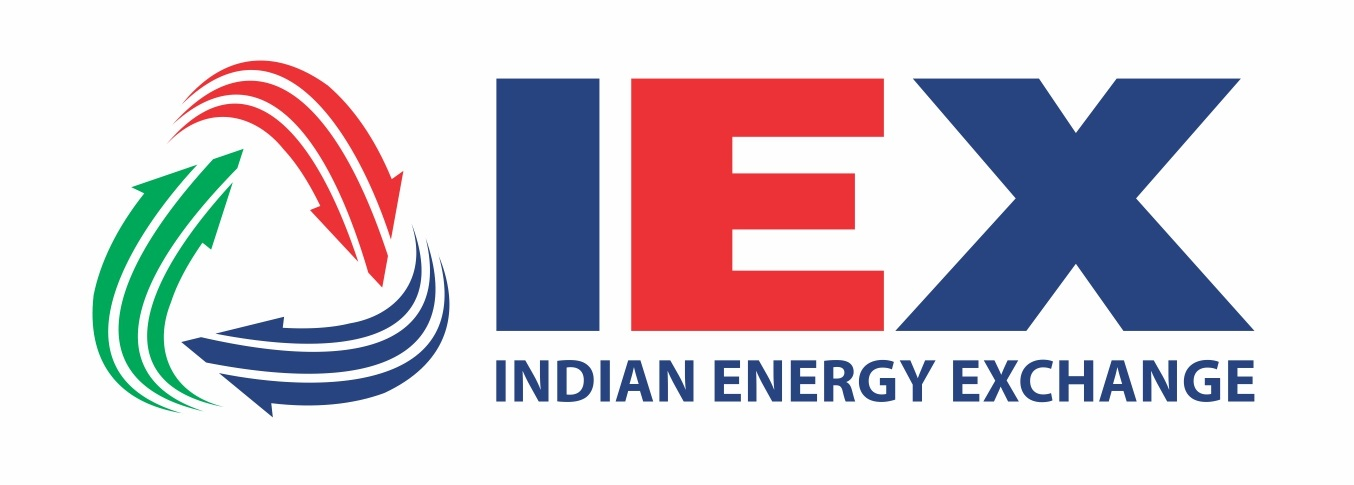 IEX
INDIAN ENERGY EXCHANGE